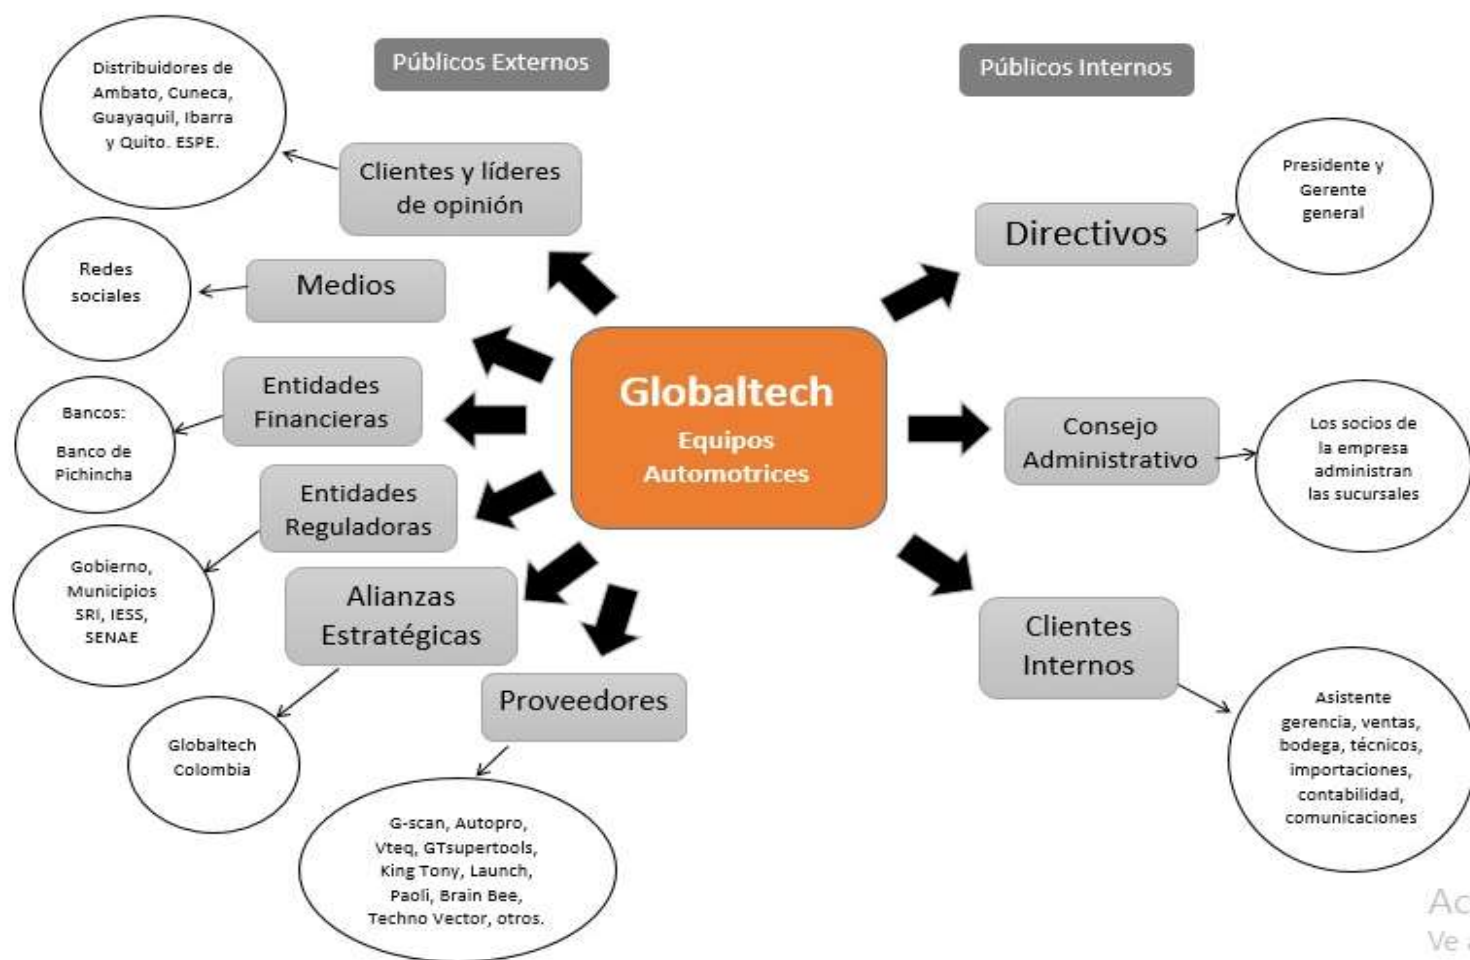 Públicos Externos
Públicos Internos
Distribuidores de
Ambato, Cuneca,
Guayaquil, Ibarra
y Quito. ESPE.
Clientes y líderes
de opinión
Redes
sociales
Medios
Bancos:
Banco de
Pichincha
Entidades
Financieras
Entidades
Reguladoras
Gobierno,
Municipios
SRI, IESS,
SENAE
Alianzas
Estratégicas
Globaltech
Colombia
Proveedores
G-scan, Autopro,
Vteq, GTsupertools,
King Tony, Launch,
Paoli, Brain Bee,
Techno Vector, otros.
Globaltech
Equipos
Automotrices
Directivos
Presidente y
Gerente
general
Consejo
Administrativo
Los socios de
la empresa
administran
las sucursales
Clientes
Internos
Asistente
gerencia, ventas,
bodega, técnicos,
importaciones,
contabilidad,
comunicaciones
Ac
Ve a